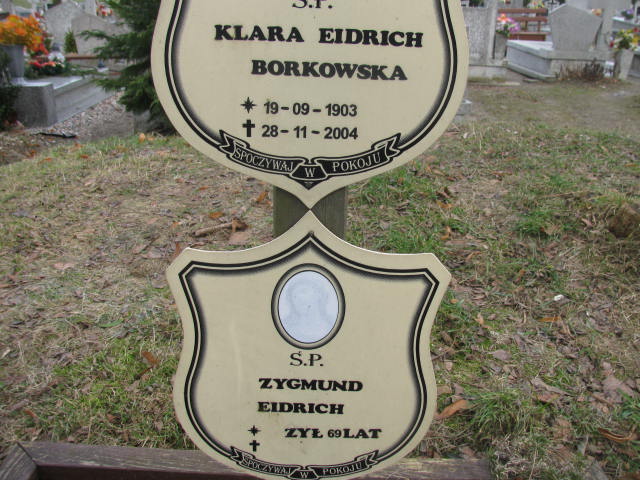 Ś.P.
KLARA EIDRICH
BORKOWSKA
19-09-1903
✝ 28-11-2004
SPOCZYWAJ W POKOJU
Ś.P.
ZYGMUND
EIDRICH
✝ ŻYŁ 69 LAT
SPOCZYWAJ W POKOJU